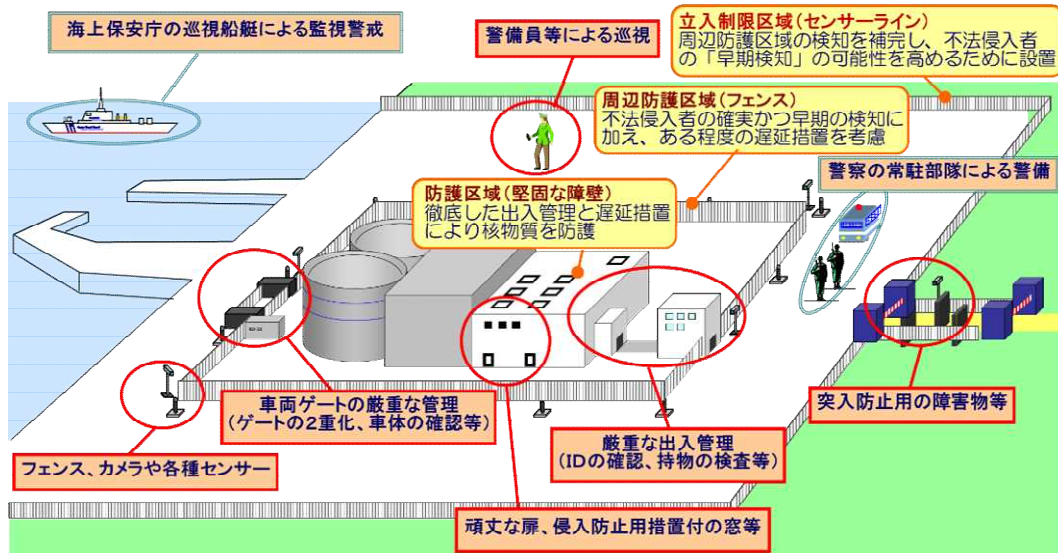 海上保安庁の巡視船艇による監視警戒
警備員等による巡視
立入制限区域(センサーライン)
周辺防護区域の検知を補完し、不法侵入者
の「早期検知」の可能性を高めるために設置
周辺防護区域(フェンス)
不法侵入者の確実かつ早期の検知に
加え、ある程度の遅延措置を考慮
防護区域(堅固な障壁)
徹底した出入管理と遅延措置
により核物質を防護
警察の常駐部隊による警備
車両ゲートの厳重な管理
(ゲートの2重化、車体の確認等)
突入防止用の障害物等
フェンス、カメラや各種センサー
厳重な出入管理
(IDの確認、持物の検査等)
頑丈な扉、侵入防止用措置付の窓等